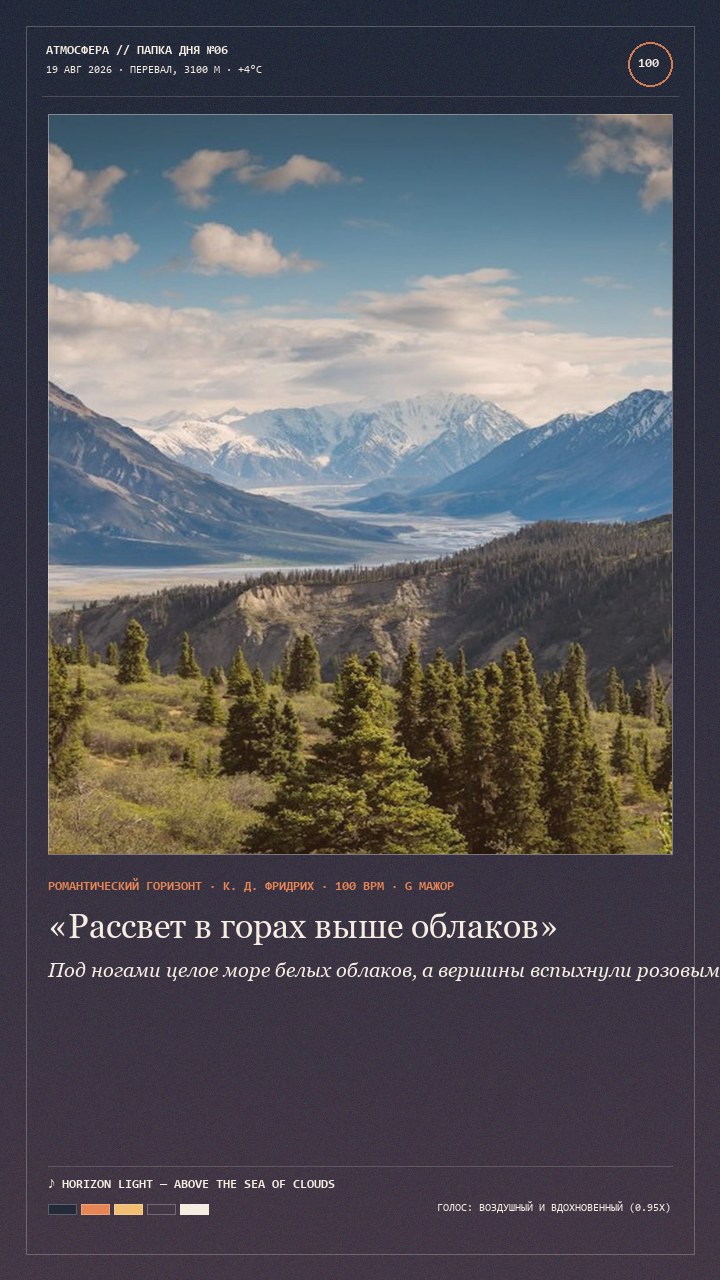 АТМОСФЕРА // ПАПКА ДНЯ №06
19 АВГ 2026 · ПЕРЕВАЛ, 3100 М · +4°C
100
РОМАНТИЧЕСКИЙ ГОРИЗОНТ · К. Д. ФРИДРИХ · 100 BPM · G МАЖОР
«Рассвет в горах выше облаков»
Под ногами целое море белых облаков, а вершины вспыхнули розовым
♪ HORIZON LIGHT — ABOVE THE SEA OF CLOUDS
ГОЛОС: ВОЗДУШНЫЙ И ВДОХНОВЕННЫЙ (0.95X)